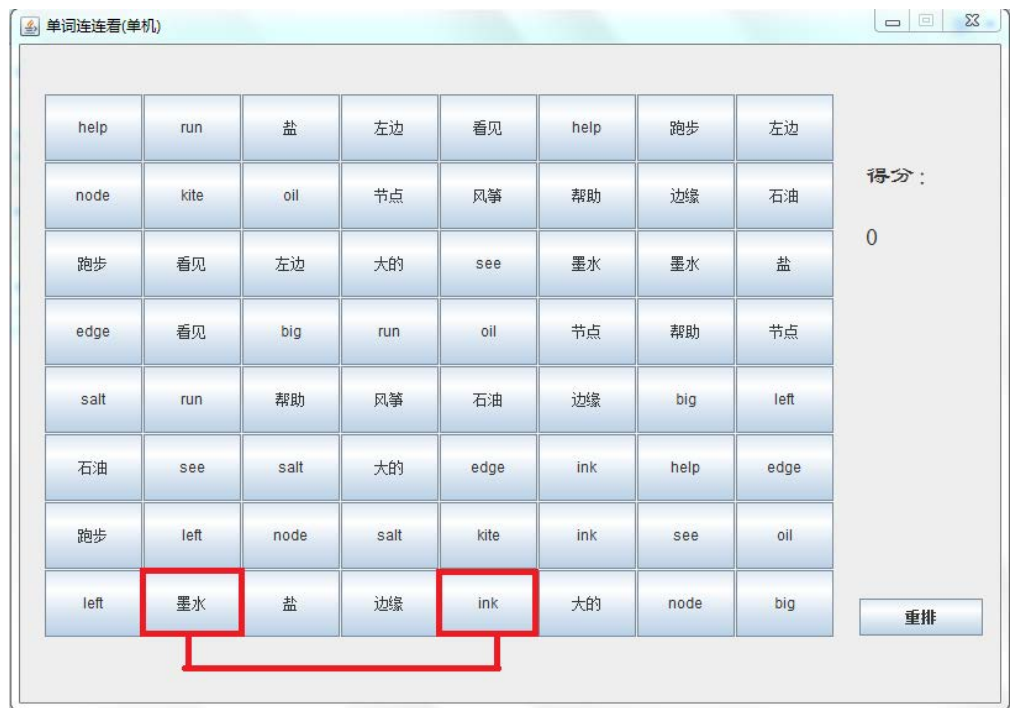 单词连连看(单机)
help run 盐 左边 看见 help 跑步 左边
node kite oil 节点 风筝 帮助 边缘 石油
得分:
跑步 看见 左边 大的 see 墨水 墨水 盐
0
edge 看见 big run oil 节点 帮助 节点
salt run 帮助 风筝 石油 边缘 big left
石油 see salt 大的 edge ink help edge
跑步 left node salt kite ink see oil
left 墨水 盐 边缘 ink 大的 node big
重排